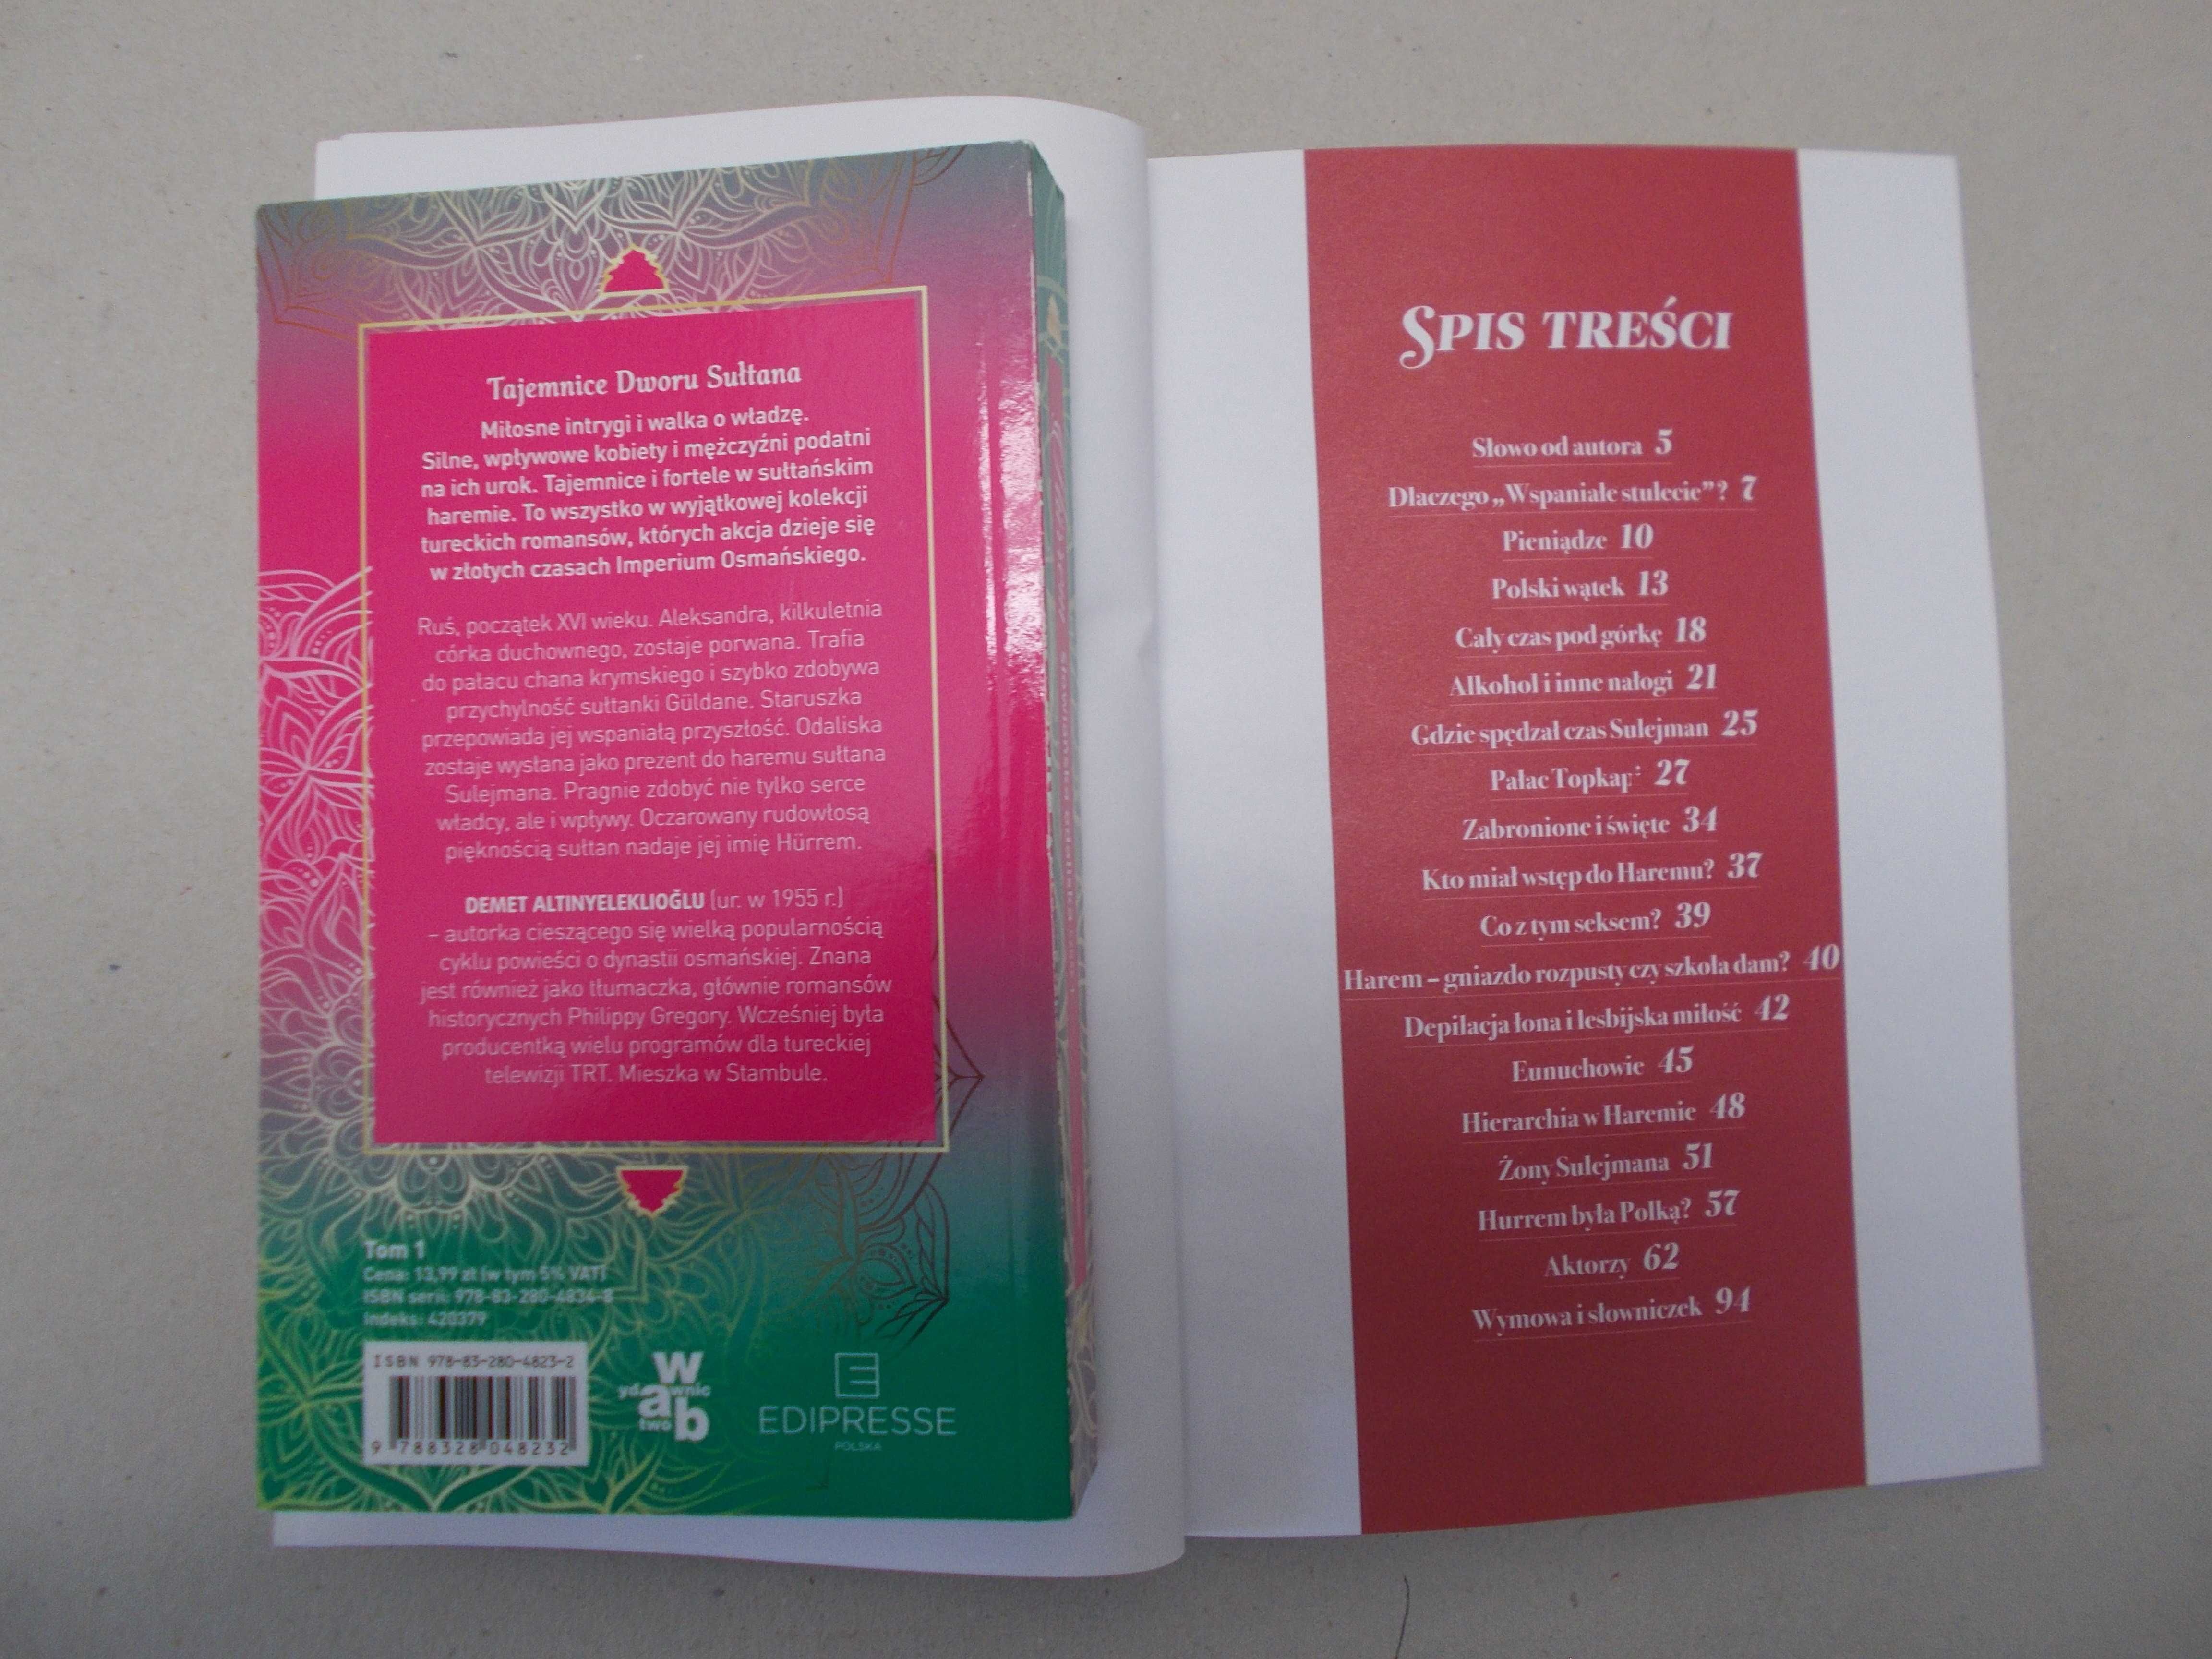 Tajemnice Dworu Sułtana
Miłosne intrygi i walka o władzę.
Silne, wpływowe kobiety i mężczyźni podatni
na ich urok. Tajemnice i fortele w sułtańskim
haremie. To wszystko w wyjątkowej kolekcji
tureckich romansów, których akcja dzieje się
w złotych czasach Imperium Osmańskiego.
Ruś, początek XVI wieku. Aleksandra, kilkuletnia
córka duchownego, zostaje porwana. Trafia
do pałacu chana krymskiego i szybko zdobywa
przychylność sułtanki Güldane. Staruszka
przepowiada jej wspaniałą przyszłość. Odaliska
zostaje wysłana jako prezent do haremu sułtana
Sulejmana. Pragnie zdobyć nie tylko serce
władcy, ale i wpływy. Oczarowany rudowłosą
pięknością sułtan nadaje jej imię Hürrem.
DEMET ALTINYELEKLIOĞLU (ur. w 1955 r.)
– autorka cieszącego się wielką popularnością
cyklu powieści o dynastii osmańskiej. Znana
jest również jako tłumaczka, głównie romansów
historycznych Philippy Gregory. Wcześniej była
producentką wielu programów dla tureckiej
telewizji TRT. Mieszka w Stambule.
Tom 1
Cena: 13,99 zł (w tym 5% VAT)
ISBN serii: 978-83-280-4834-8
Indeks: 420379
ISBN 978-83-280-4823-2
9 788328 048232
wydawnictwo
wab
EDIPRESSE
POLSKA
SPIS TREŚCI
Słowo od autora 5
Dlaczego „Wspaniałe stulecie”? 7
Pieniądze 10
Polski wątek 13
Cały czas pod górkę 18
Alkohol i inne nałogi 21
Gdzie spędzał czas Sulejman 25
Pałac 27
Zabronione i święte 34
Kto miał wstęp do Haremu? 37
Co z tym seksem? 39
Harem – gniazdo rozpusty czy szkoła dam? 40
Depilacja łona i lesbijska miłość 42
Eunuchowie 45
Hierarchia w Haremie 48
Żony Sulejmana 51
Hurrem była Polką? 57
Aktorzy 62
Wymowa i słowniczek 94